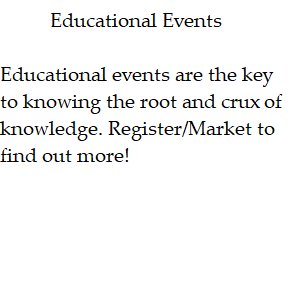 Educational Events
Educational events are the key
to knowing the root and crux of
knowledge. Register/Market to
find out more!